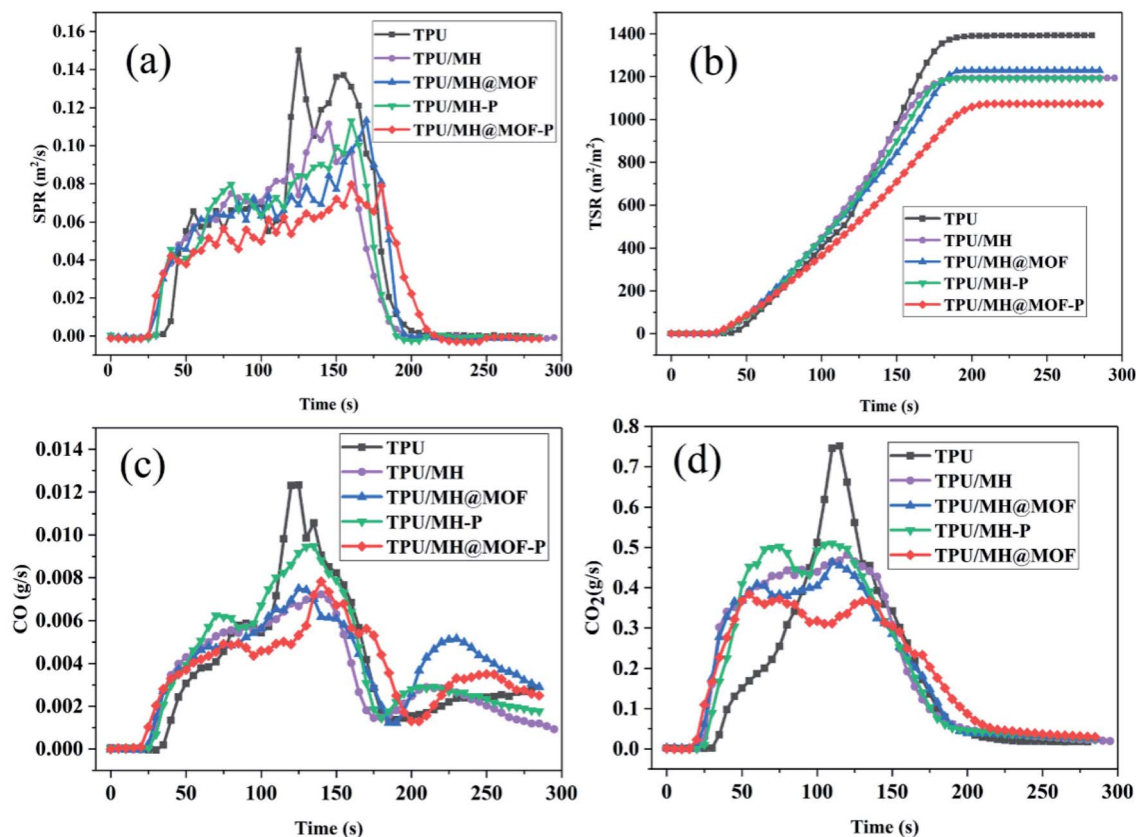 (a)
TPU
TPU/MH
TPU/MH@MOF
TPU/MH-P
TPU/MH@MOF-P
SPR (m²/s)
0.16
0.14
0.12
0.10
0.08
0.06
0.04
0.02
0.00
0 50 100 150 200 250 300
Time (s)
(b)
TPU
TPU/MH
TPU/MH@MOF
TPU/MH-P
TPU/MH@MOF-P
TSR (m²/m²)
1400
1200
1000
800
600
400
200
0
0 50 100 150 200 250 300
Time (s)
(c)
TPU
TPU/MH
TPU/MH@MOF
TPU/MH-P
TPU/MH@MOF-P
CO (g/s)
0.014
0.012
0.010
0.008
0.006
0.004
0.002
0.000
0 50 100 150 200 250 300
Time (s)
(d)
TPU
TPU/MH
TPU/MH@MOF
TPU/MH-P
TPU/MH@MOF
CO₂(g/s)
0.8
0.7
0.6
0.5
0.4
0.3
0.2
0.1
0.0
0 50 100 150 200 250 300
Time (s)